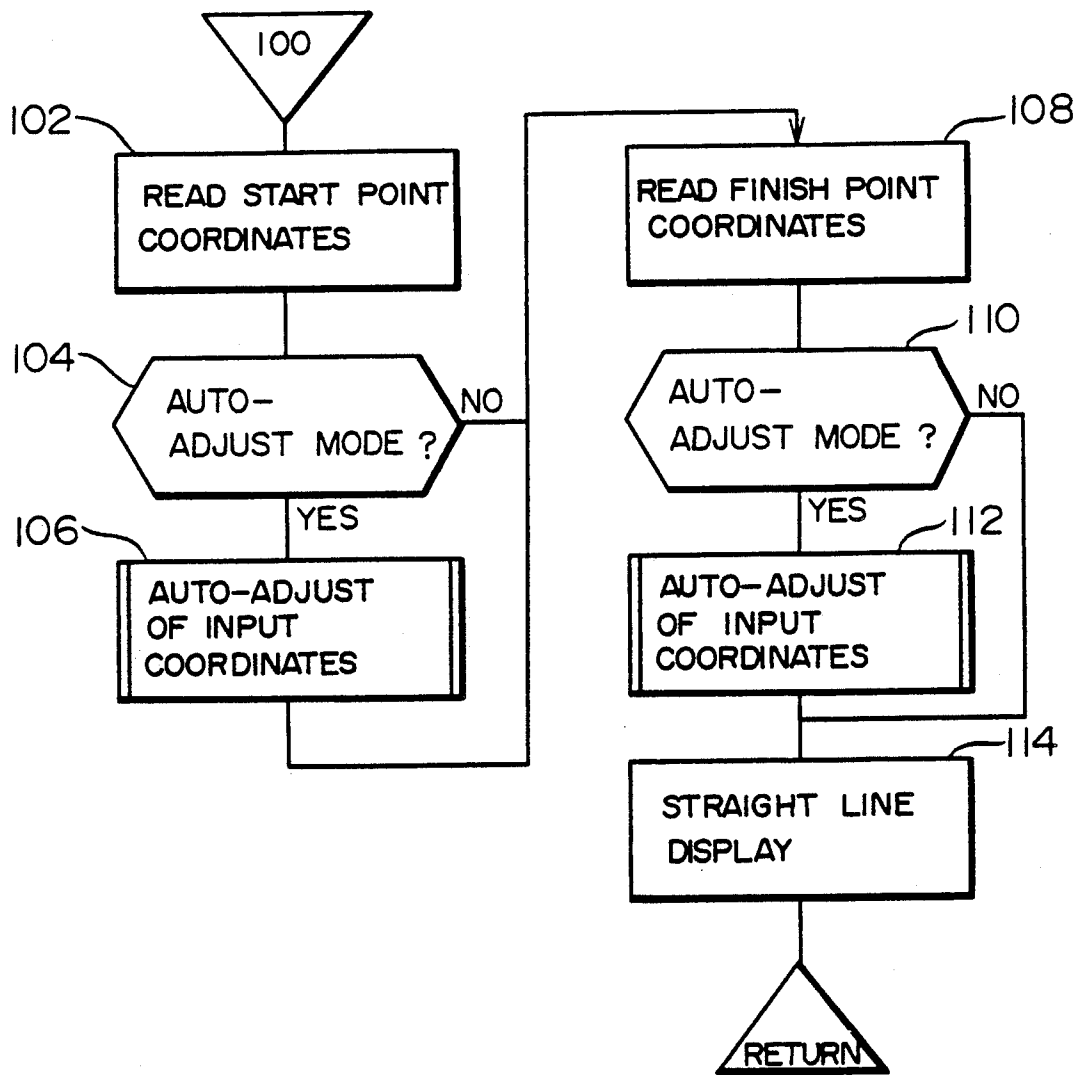 100
102
READ START POINT
COORDINATES
104
AUTO-
ADJUST MODE ?
NO
YES
106
AUTO-ADJUST
OF INPUT
COORDINATES
108
READ FINISH POINT
COORDINATES
110
AUTO-
ADJUST MODE ?
NO
YES
112
AUTO-ADJUST
OF INPUT
COORDINATES
114
STRAIGHT LINE
DISPLAY
RETURN